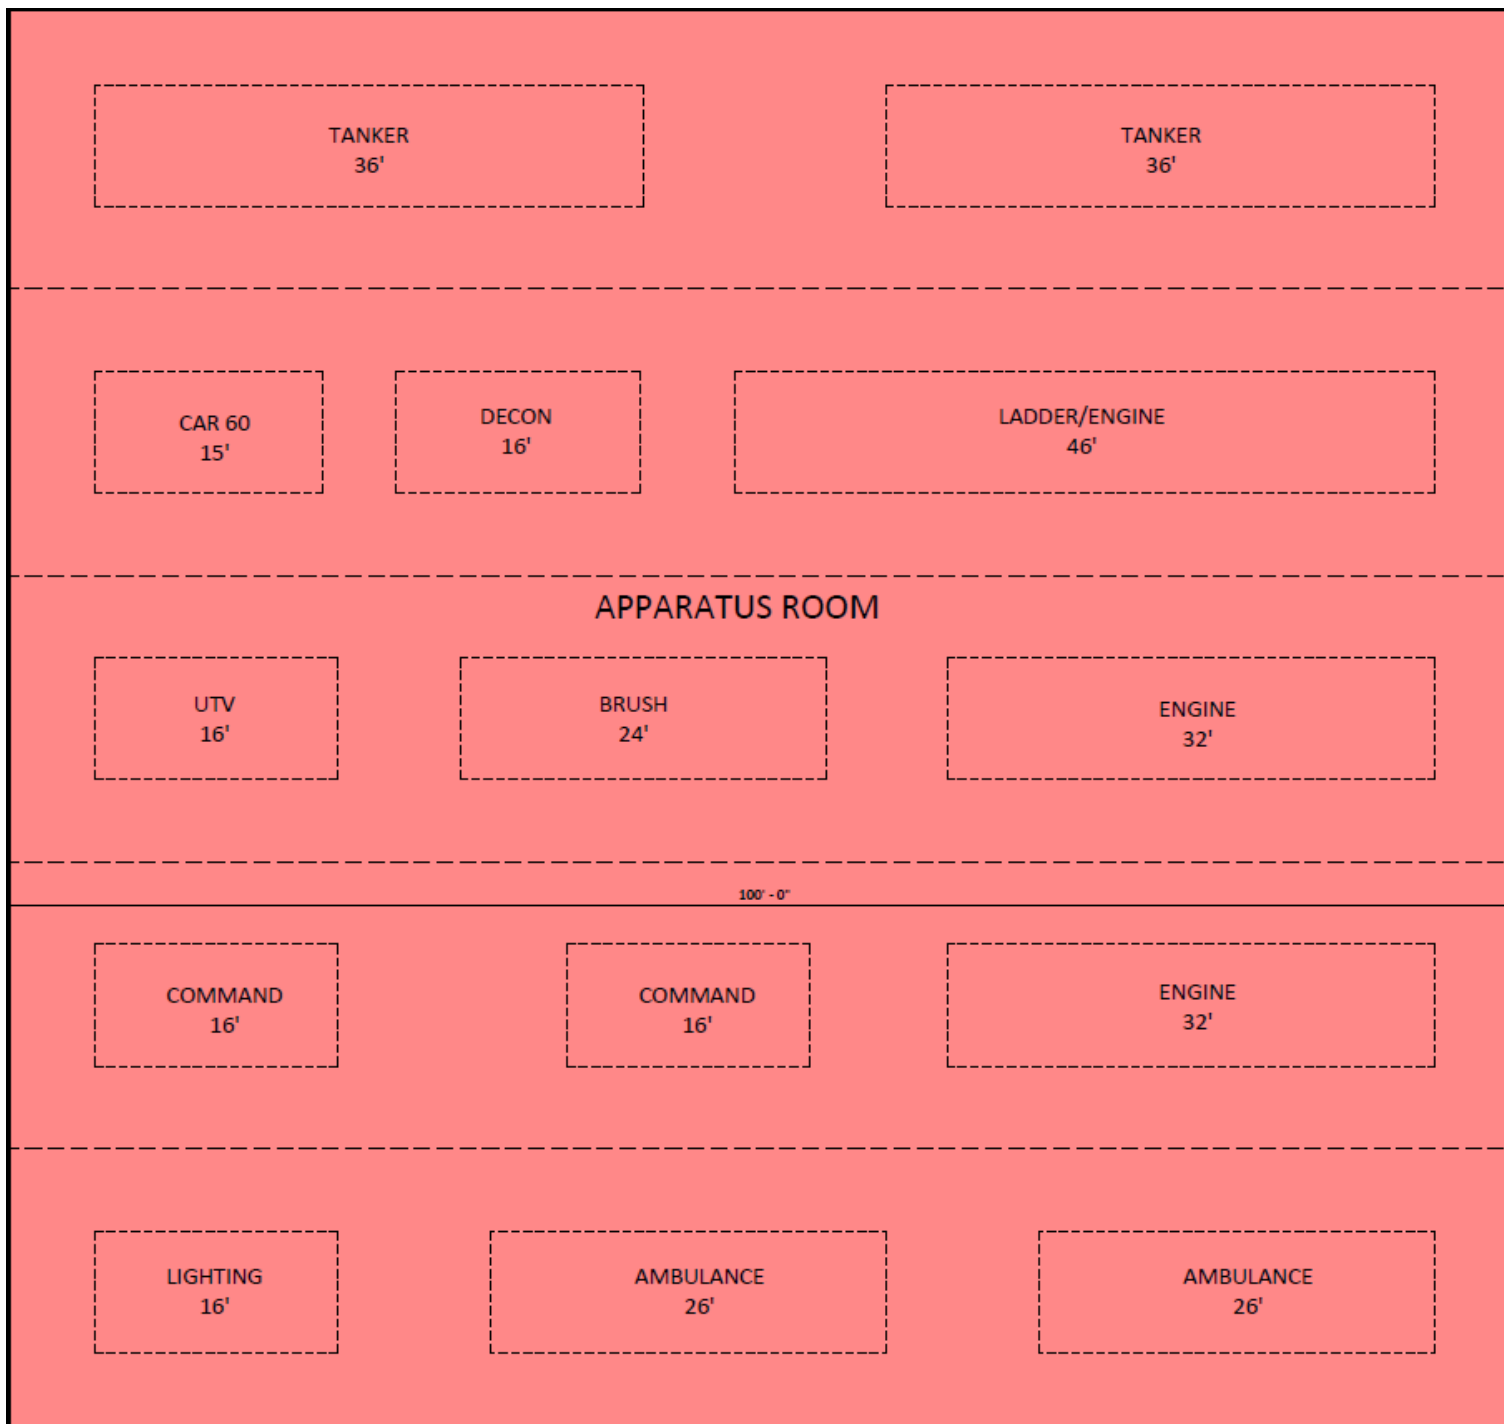 TANKER
36'
TANKER
36'
CAR 60
15'
DECON
16'
LADDER/ENGINE
46'
APPARATUS ROOM
UTV
16'
BRUSH
24'
ENGINE
32'
100' - 0"
COMMAND
16'
COMMAND
16'
ENGINE
32'
LIGHTING
16'
AMBULANCE
26'
AMBULANCE
26'